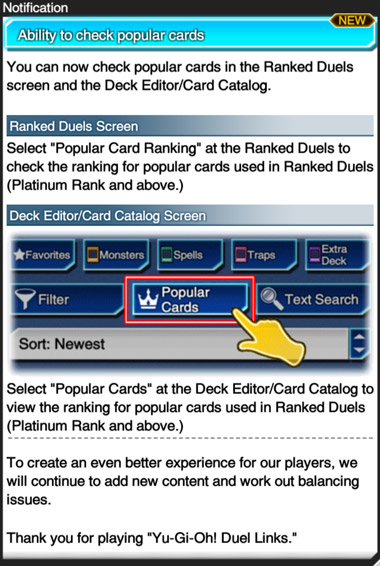 Notification
NEW
Ability to check popular cards
You can now check popular cards in the Ranked Duels
screen and the Deck Editor/Card Catalog.
Ranked Duels Screen
Select "Popular Card Ranking" at the Ranked Duels to
check the ranking for popular cards used in Ranked Duels
(Platinum Rank and above.)
Deck Editor/Card Catalog Screen
Favorites
Monsters
Spells
Traps
Extra
Deck
Filter
Popular
Cards
Text Search
Sort: Newest
Select "Popular Cards" at the Deck Editor/Card Catalog to
view the ranking for popular cards used in Ranked Duels
(Platinum Rank and above.)
To create an even better experience for our players, we
will continue to add new content and work out balancing
issues.
Thank you for playing "Yu-Gi-Oh! Duel Links."